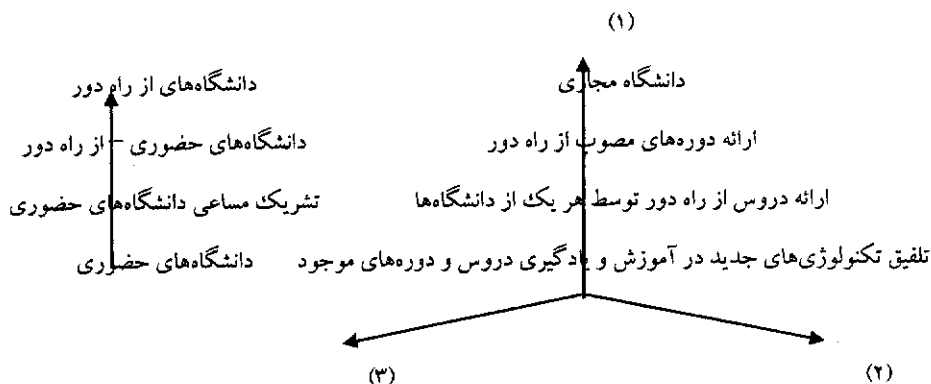 (۱)
دانشگاه مجازی
دانشگاه‌های از راه دور
ارائه دوره‌های مصوب از راه دور
دانشگاه‌های حضوری – از راه دور
ارائه دروس از راه دور توسط هر یک از دانشگاه‌ها
تشریک مساعی دانشگاه‌های حضوری
تلفیق تکنولوژی‌های جدید در آموزش و یادگیری دروس و دوره‌های موجود
دانشگاه‌های حضوری
(۲)
(۳)